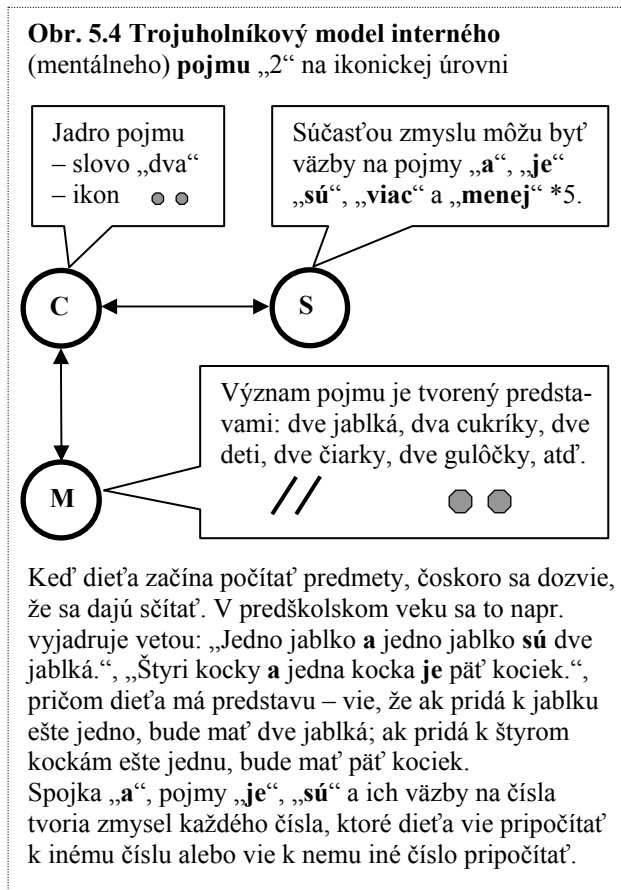 Obr. 5.4 Trojuholníkový model interného
(mentálneho) pojmu „2“ na ikonickej úrovni
Jadro pojmu
– slovo „dva“
– ikon
Súčasťou zmyslu môžu byť
väzby na pojmy „a“, „je“
„sú“, „viac“ a „menej“ *5.
C
S
Význam pojmu je tvorený predsta-
vami: dve jablká, dva cukríky, dve
deti, dve čiarky, dve gulôčky, atď.
M
Keď dieťa začína počítať predmety, čoskoro sa dozvie,
že sa dajú sčítať. V predškolskom veku sa to napr.
vyjadruje vetou: „Jedno jablko a jedno jablko sú dve
jablká.“, „Štyri kocky a jedna kocka je päť kociek.“,
pričom dieťa má predstavu – vie, že ak pridá k jablku
ešte jedno, bude mať dve jablká; ak pridá k štyrom
kockám ešte jednu, bude mať päť kociek.
Spojka „a“, pojmy „je“, „sú“ a ich väzby na čísla
tvoria zmysel každého čísla, ktoré dieťa vie pripočítať
k inému číslu alebo vie k nemu iné číslo pripočítať.